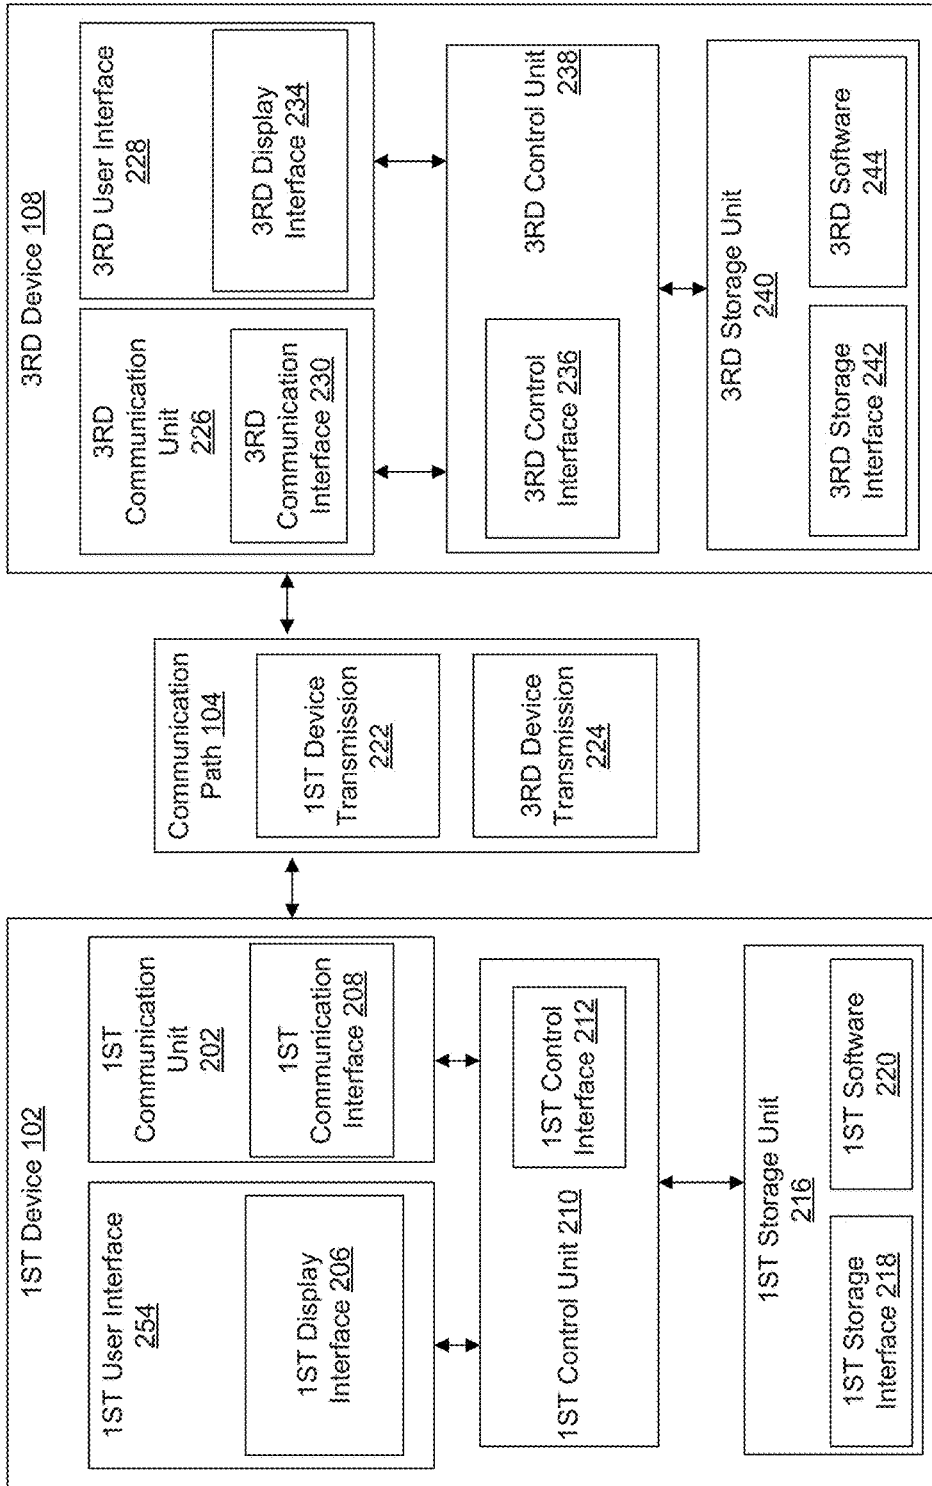 1ST Device 102
1ST User Interface
254
1ST Display
Interface 206
1ST
Communication
Unit
202
1ST
Communication
Interface 208
1ST Control Unit 210
1ST Control
Interface 212
1ST Storage Unit
216
1ST Storage
Interface 218
1ST Software
220
Communication
Path 104
1ST Device
Transmission
222
3RD Device
Transmission
224
3RD Device 108
3RD
Communication
Unit
226
3RD
Communication
Interface 230
3RD User Interface
228
3RD Display
Interface 234
3RD Control
Interface 236
3RD Control Unit
238
3RD Storage Unit
240
3RD Storage
Interface 242
3RD Software
244